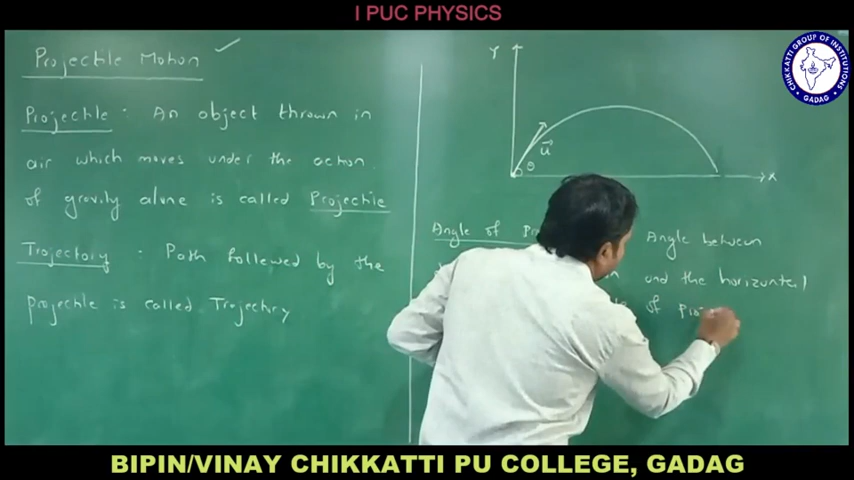 I PUC PHYSICS
Projectile Motion
Projectile : An object thrown in
air which moves under the action
of gravity alone is called Projectile
Trajectory : Path followed by the
projectile is called Trajectory
Y
u
θ
X
Angle of
Angle between
and the horizontal
of
CHIKKATTI GROUP OF INSTITUTIONS
GADAG
BIPIN/VINAY CHIKKATTI PU COLLEGE, GADAG